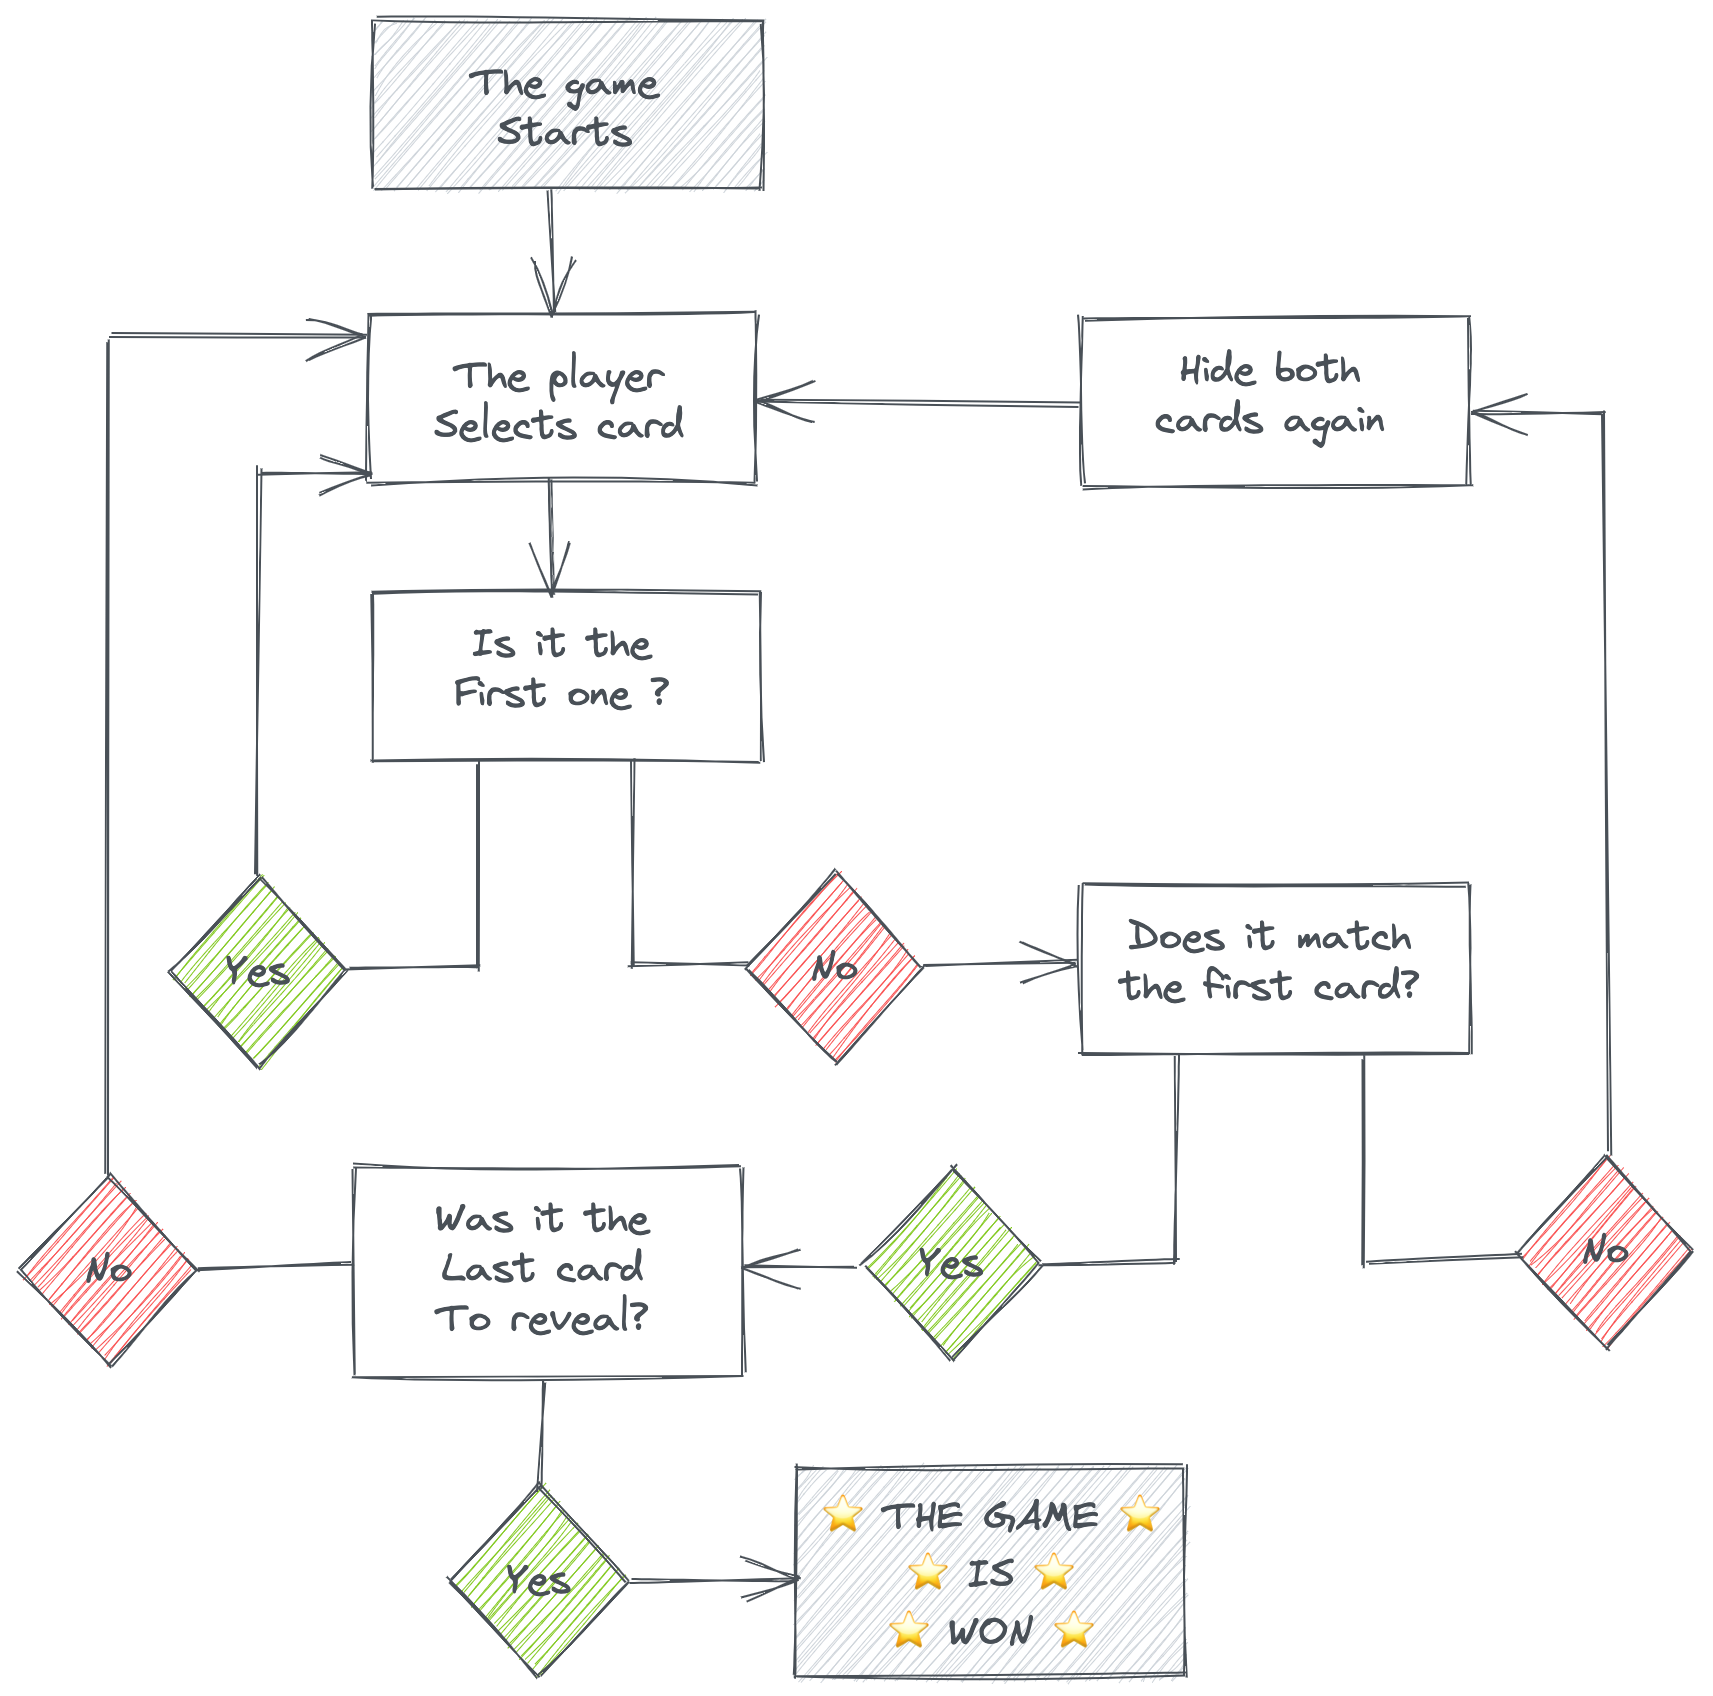 The game
Starts
The player
Selects card
Hide both
cards again
Is it the
First one ?
Yes
No
Does it match
the first card?
No
Was it the
Last card
To reveal?
Yes
No
Yes
⭐ THE GAME ⭐
⭐ IS ⭐
⭐ WON ⭐